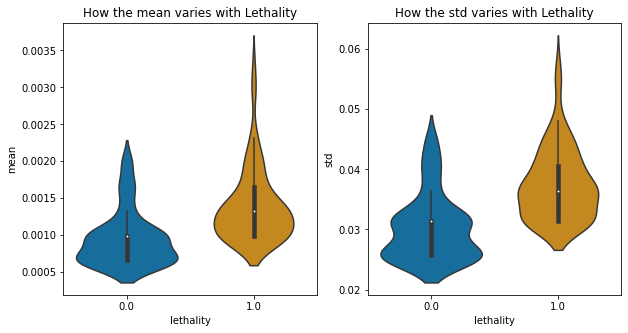 How the mean varies with Lethality
0.0035
0.0030
0.0025
0.0020
0.0015
0.0010
0.0005
mean
0.0
1.0
lethality
How the std varies with Lethality
0.06
0.05
0.04
0.03
0.02
std
0.0
1.0
lethality